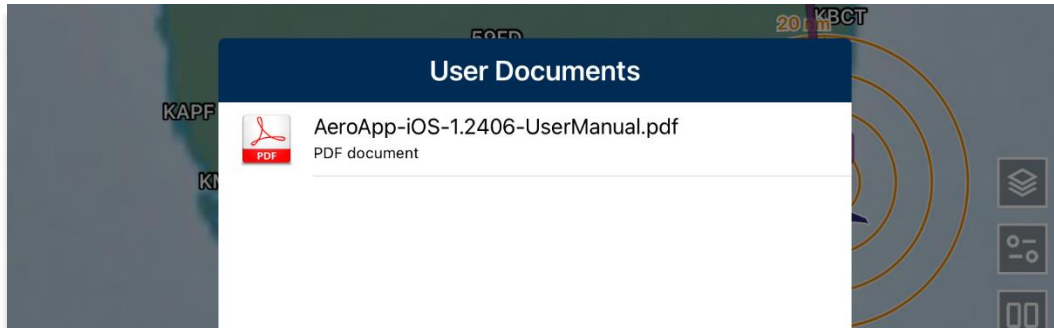 20 nm
KBCT
User Documents
KAPF
AeroApp-iOS-1.2406-UserManual.pdf
PDF
PDF document